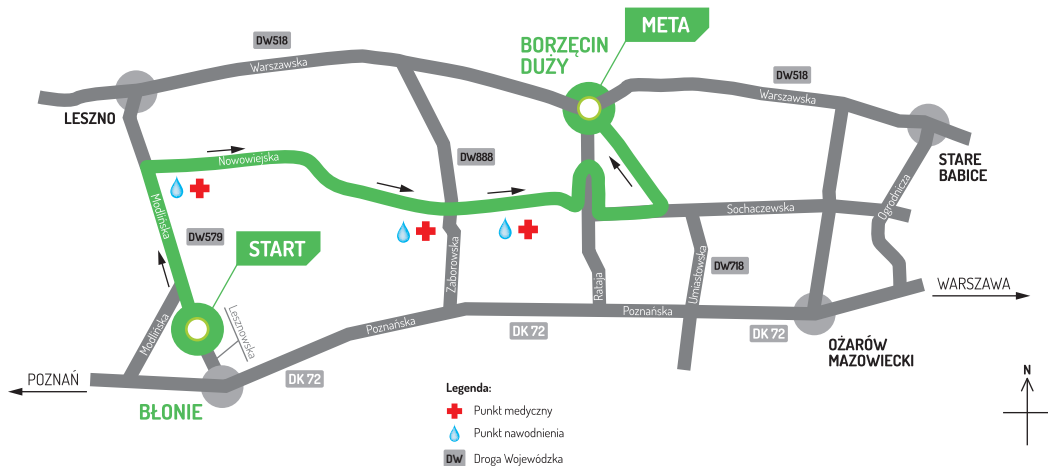 META
BORZĘCIN
DUŻY
DW518
Warszawska
DW518
Warszawska
LESZNO
STARE
BABICE
Nowowiejska
DW888
Modlińska
Ogrodnicza
Sochaczewska
DW579
START
DW718
Zaborowska
Rataja
Umiastowska
WARSZAWA
Modlińska
Lesznowska
Poznańska
Poznańska
DK 72
DK 72
OŻARÓW
MAZOWIECKI
POZNAŃ
DK 72
BŁONIE
N
Legenda:
Punkt medyczny
Punkt nawodnienia
DW Droga Wojewódzka